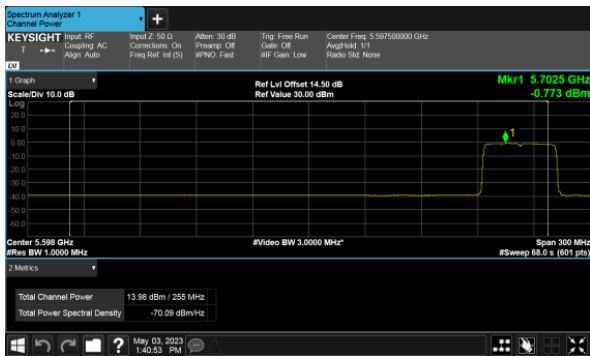 Spectrum Analyzer 1
Channel Power
KEYSIGHT Input: RF Input Z: 50 Ω Atten: 30 dB Trig: Free Run Center Freq: 5.597500000 GHz
Coupling: AC Corrections: On Preamp: Off Gate: Off Avg|Hold: 1/1
Align: Auto Freq Ref: Int (S) #PNO: Fast #IF Gain: Low Radio Std: None
1 Graph
Scale/Div 10.0 dB
Ref Lvl Offset 14.50 dB
Ref Value 30.00 dBm
Mkr1 5.7025 GHz
-0.773 dBm
Log
20.0
10.0
0.00
-10.0
-20.0
-30.0
-40.0
-50.0
-60.0
1
Center 5.598 GHz #Video BW 3.0000 MHz* Span 300 MHz
#Res BW 1.0000 MHz #Sweep 68.0 s (601 pts)
2 Metrics
Total Channel Power 13.98 dBm / 255 MHz
Total Power Spectral Density -70.09 dBm/Hz
May 03, 2023
1:40:53 PM